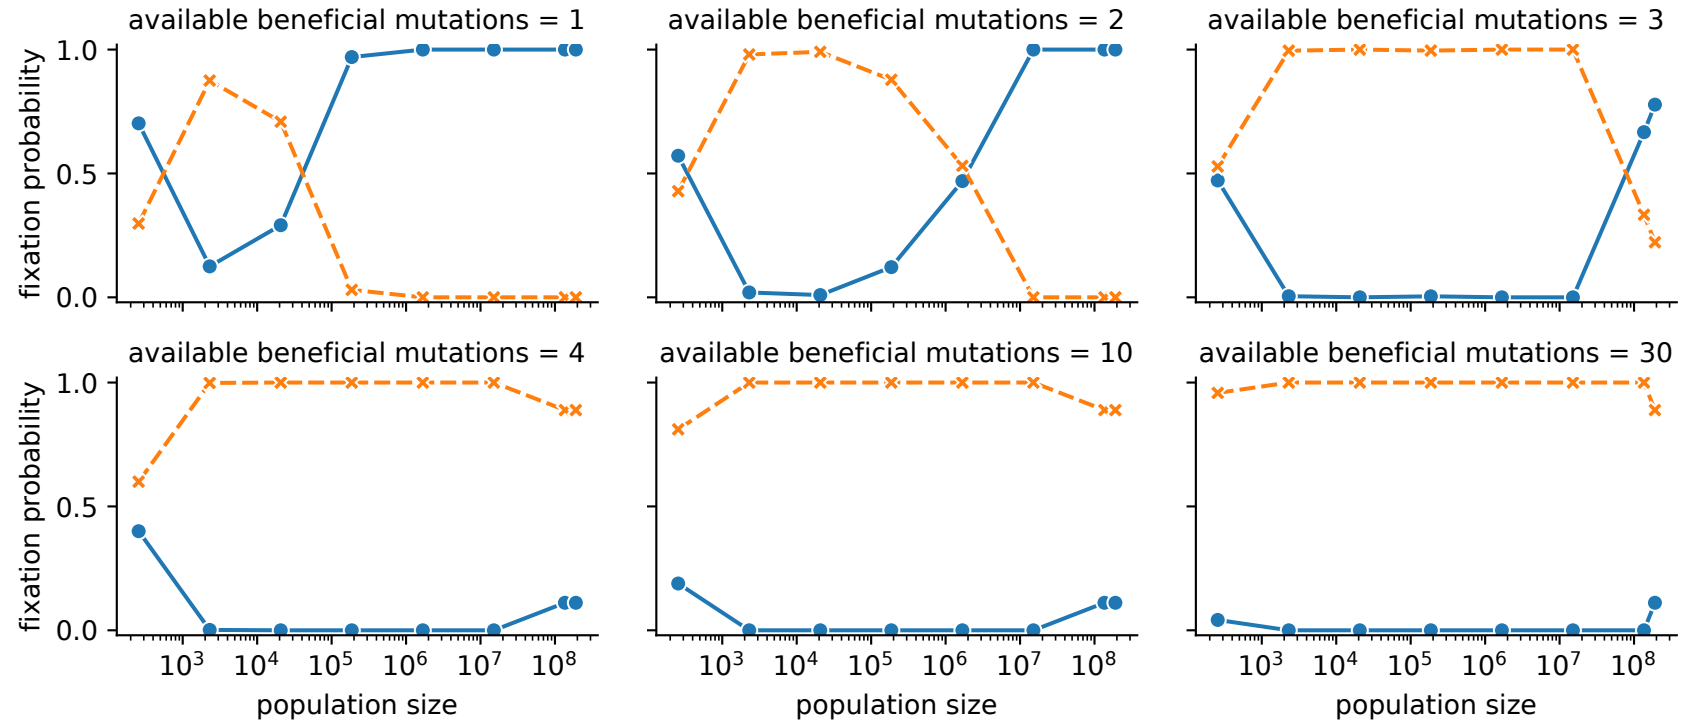 available beneficial mutations = 1
available beneficial mutations = 2
available beneficial mutations = 3
fixation probability
1.0
0.5
0.0
available beneficial mutations = 4
available beneficial mutations = 10
available beneficial mutations = 30
fixation probability
1.0
0.5
0.0
10³ 10⁴ 10⁵ 10⁶ 10⁷ 10⁸
10³ 10⁴ 10⁵ 10⁶ 10⁷ 10⁸
10³ 10⁴ 10⁵ 10⁶ 10⁷ 10⁸
population size
population size
population size